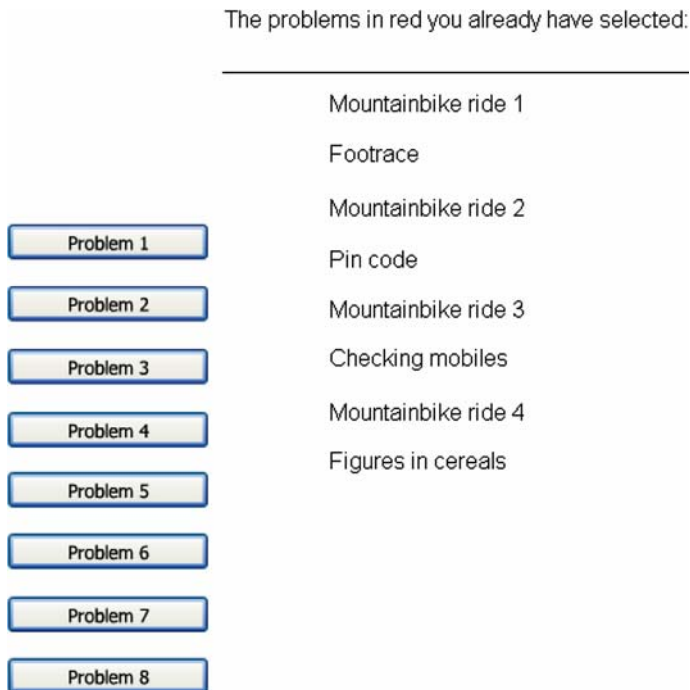 The problems in red you already have selected:
Mountainbike ride 1
Footrace
Mountainbike ride 2
Problem 1
Pin code
Problem 2
Mountainbike ride 3
Problem 3
Checking mobiles
Problem 4
Mountainbike ride 4
Problem 5
Figures in cereals
Problem 6
Problem 7
Problem 8